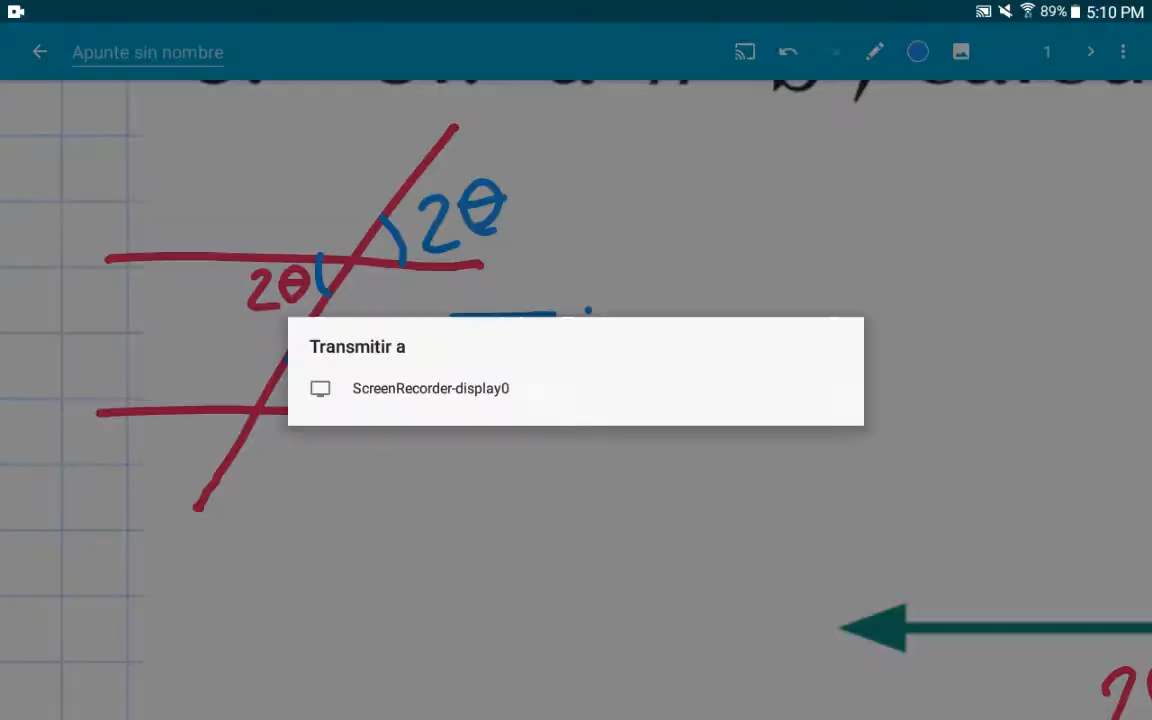 89% 5:10 PM
Apunte sin nombre 1
2θ
2θ
Transmitir a
ScreenRecorder-display0